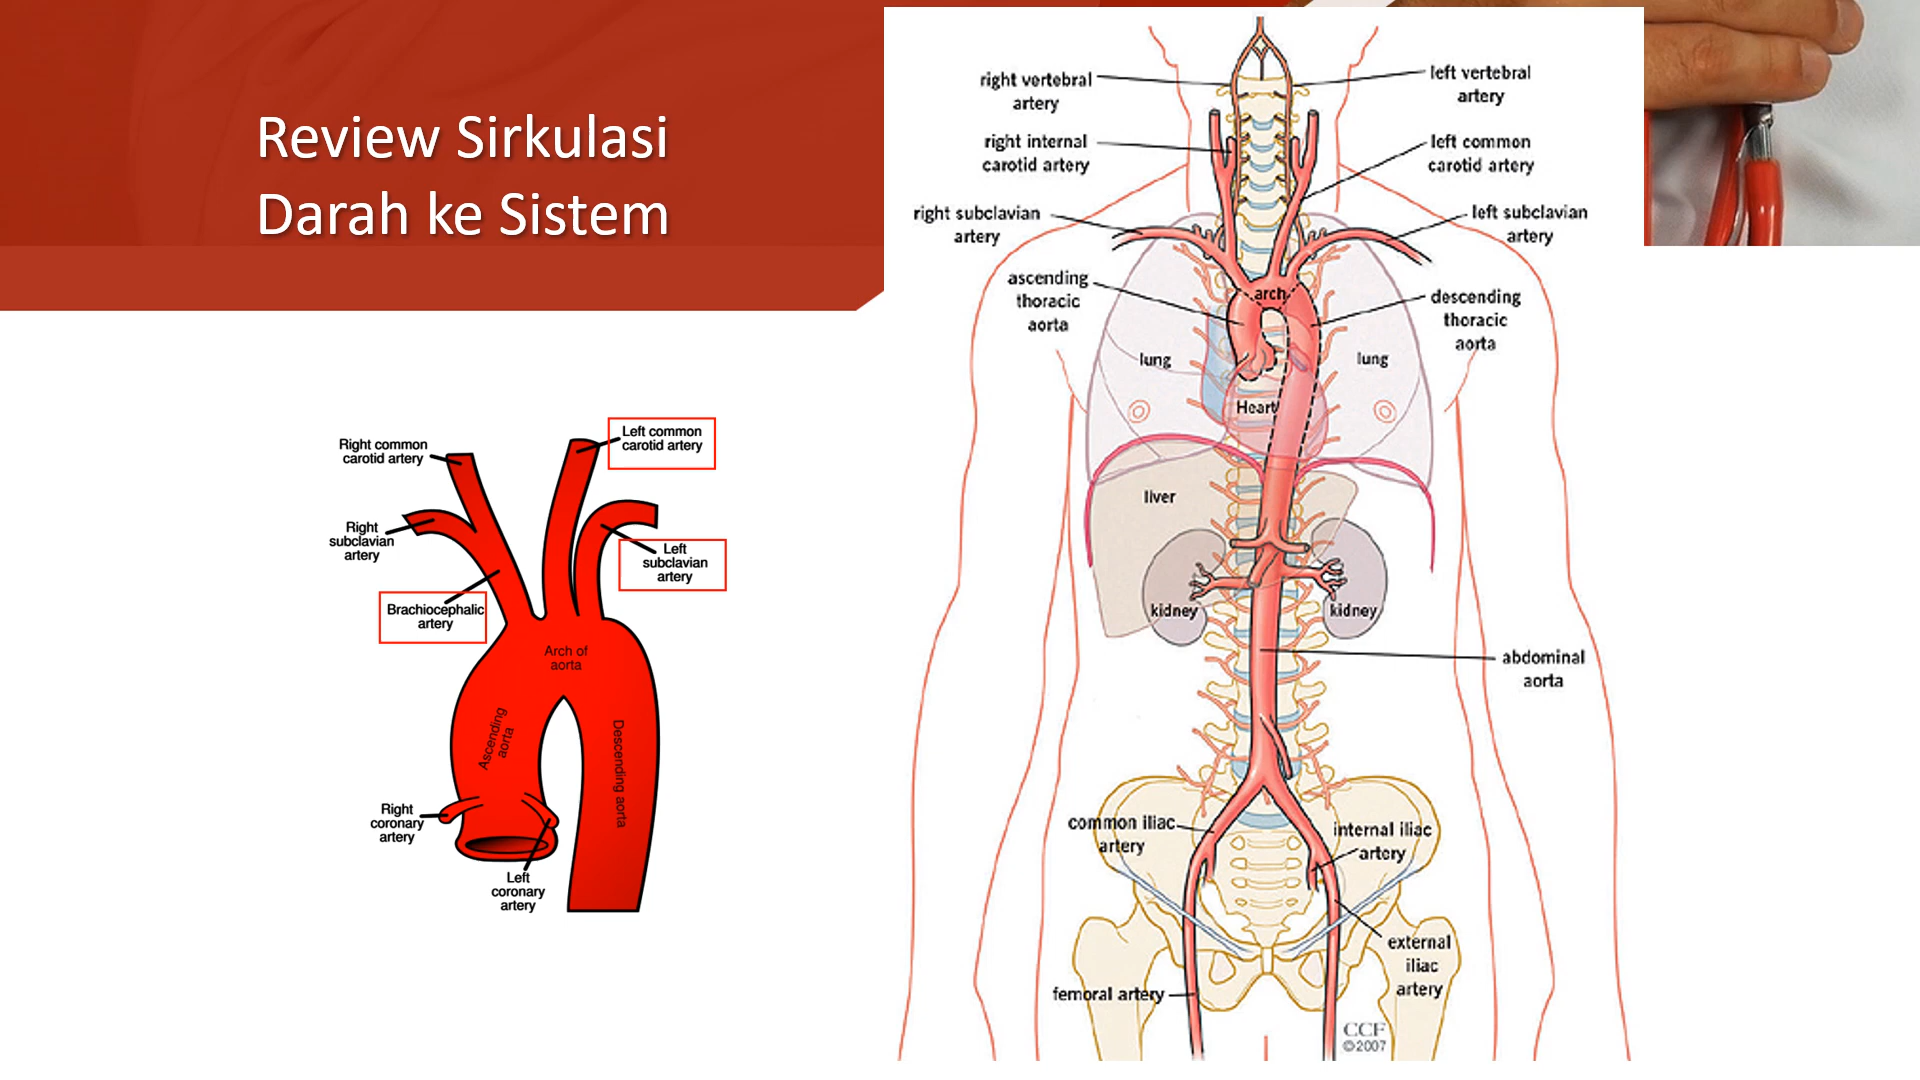 Review Sirkulasi
Darah ke Sistem
Right common
carotid artery
Left common
carotid artery
Right
subclavian
artery
Left
subclavian
artery
Brachiocephalic
artery
Arch of
aorta
Ascending
aorta
Descending aorta
Right
coronary
artery
Left
coronary
artery
right vertebral
artery
left vertebral
artery
right internal
carotid artery
left common
carotid artery
right subclavian
artery
left subclavian
artery
ascending
thoracic
aorta
arch
descending
thoracic
aorta
lung
lung
Heart
liver
kidney
kidney
abdominal
aorta
common iliac
artery
internal iliac
artery
external
iliac
artery
femoral artery
CCF
©2007